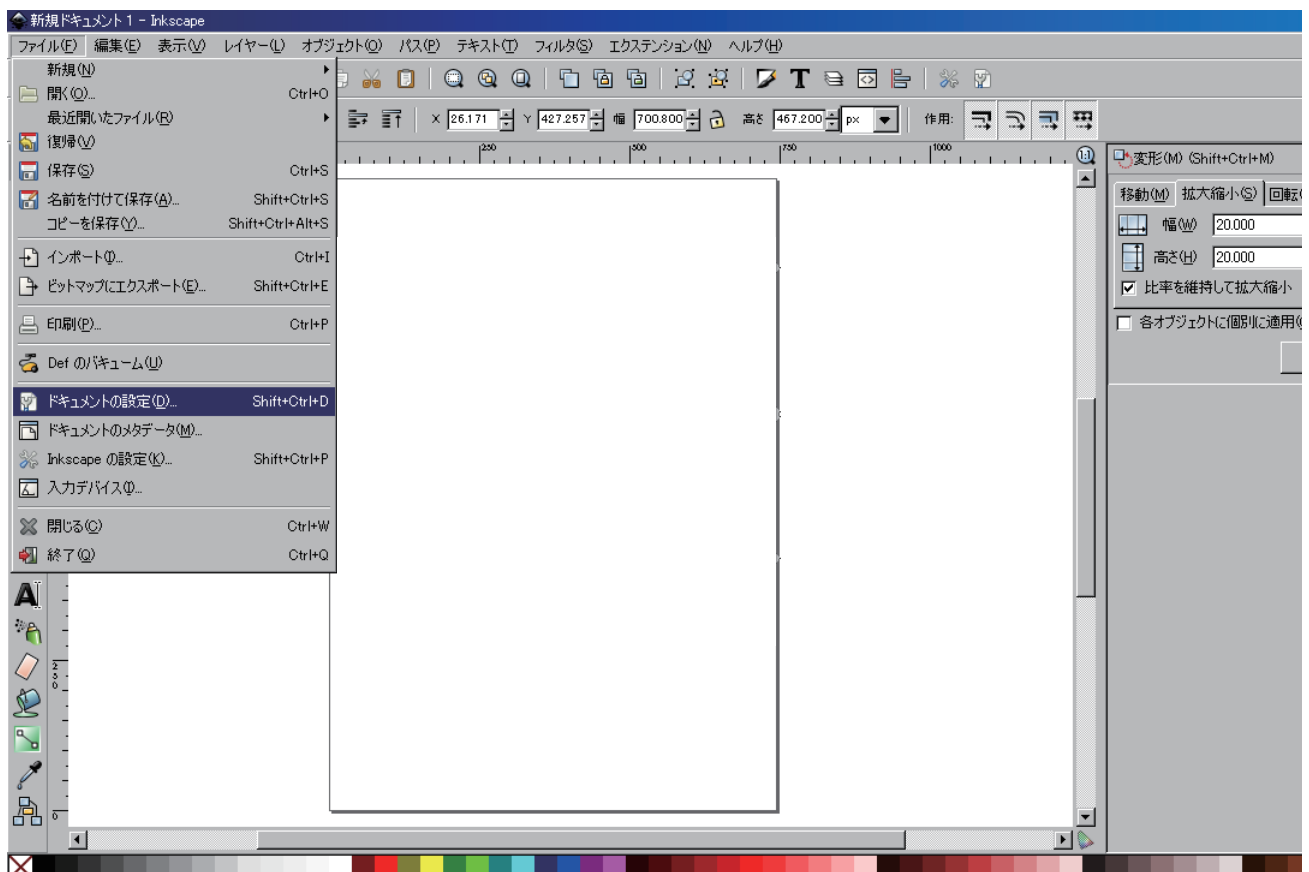 新規ドキュメント 1 - Inkscape
ファイル(F) 編集(E) 表示(V) レイヤー(L) オブジェクト(O) パス(P) テキスト(T) フィルタ(S) エクステンション(N) ヘルプ(H)
新規(N)
開く(O)... Ctrl+O
最近開いたファイル(R)
復帰(V)
保存(S) Ctrl+S
名前を付けて保存(A)... Shift+Ctrl+S
コピーを保存(Y)... Shift+Ctrl+Alt+S
インポート(I)... Ctrl+I
ビットマップにエクスポート(E)... Shift+Ctrl+E
印刷(P)... Ctrl+P
Def のバキューム(U)
ドキュメントの設定(D)... Shift+Ctrl+D
ドキュメントのメタデータ(M)...
Inkscape の設定(K)... Shift+Ctrl+P
入力デバイス(I)...
閉じる(C) Ctrl+W
終了(Q) Ctrl+Q
X 26.171 Y 427.257 幅 700.800 高さ 467.200 px 作用:
250 500 750 1000
1:1
変形(M) (Shift+Ctrl+M)
移動(M) 拡大縮小(S) 回転(
幅(W) 20.000
高さ(H) 20.000
比率を維持して拡大縮小
各オブジェクトに個別に適用(
250
0